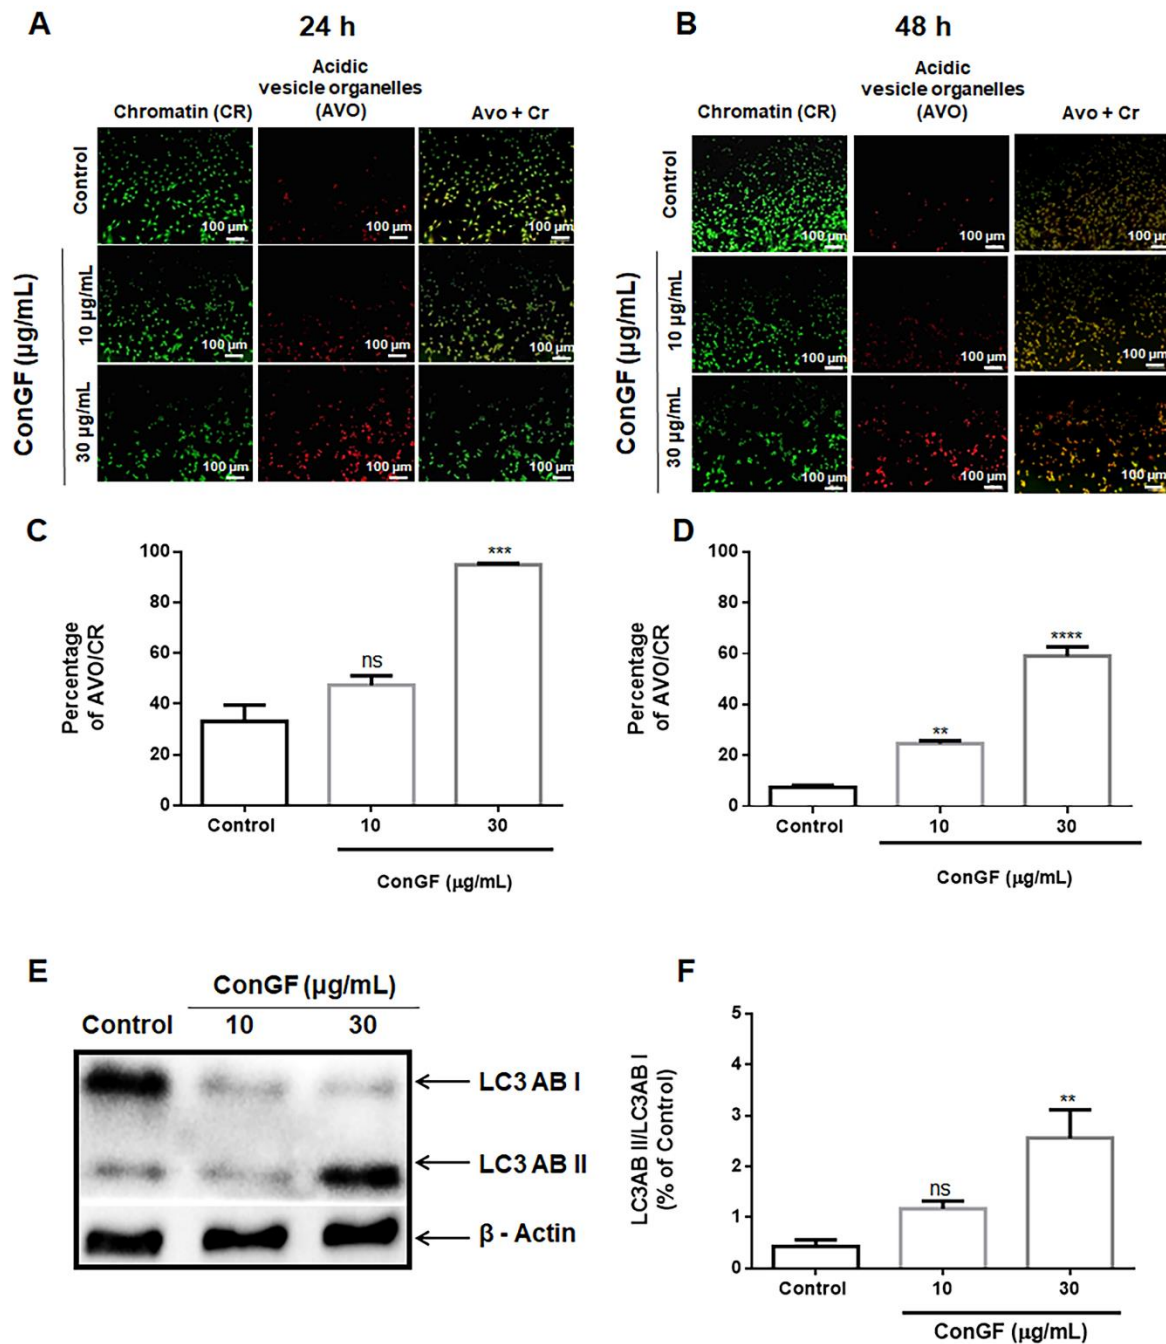 A
24 h
Chromatin (CR)
Acidic
vesicle organelles
(AVO)
Avo + Cr
Control
100 µm
100 µm
100 µm
ConGF (µg/mL)
10 µg/mL
100 µm
100 µm
100 µm
30 µg/mL
100 µm
100 µm
100 µm
B
48 h
Chromatin (CR)
Acidic
vesicle organelles
(AVO)
Avo + Cr
Control
100 µm
100 µm
100 µm
ConGF (µg/mL)
10 µg/mL
100 µm
100 µm
100 µm
30 µg/mL
100 µm
100 µm
100 µm
C
Percentage
of AVO/CR
100
80
60
40
20
0
ns
***
Control
10
30
ConGF (µg/mL)
D
Percentage
of AVO/CR
100
80
60
40
20
0
**
****
Control
10
30
ConGF (µg/mL)
E
ConGF (µg/mL)
Control
10
30
LC3 AB I
LC3 AB II
β - Actin
F
LC3AB II/LC3AB I
(% of Control)
5
4
3
2
1
0
ns
**
Control
10
30
ConGF (µg/mL)